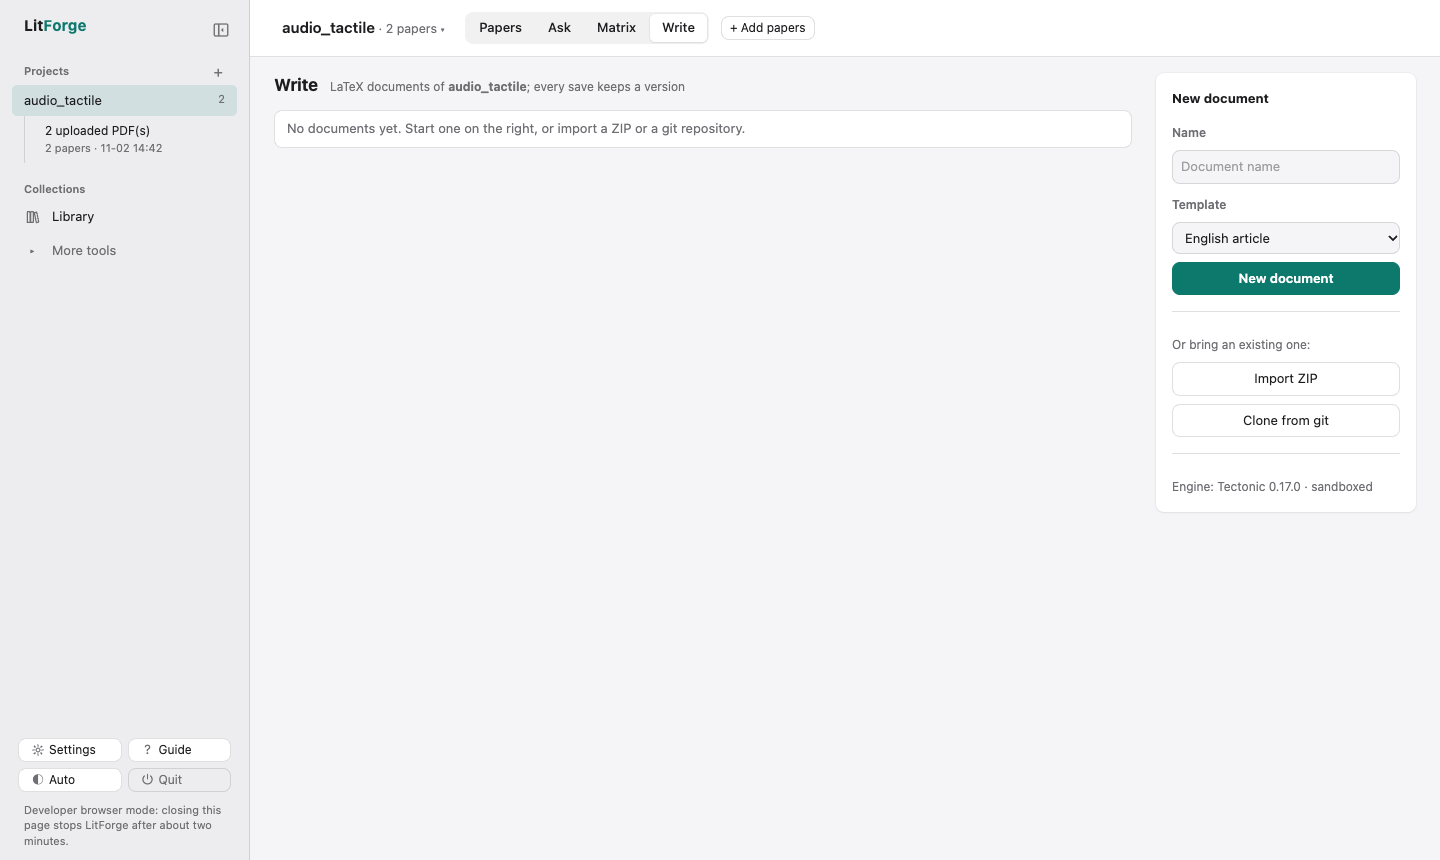 LitForge
Projects
+
audio_tactile 2
2 uploaded PDF(s)
2 papers · 11-02 14:42
Collections
Library
▸ More tools
Settings
? Guide
Auto
Quit
Developer browser mode: closing this
page stops LitForge after about two
minutes.
audio_tactile · 2 papers ▾
Papers Ask Matrix Write
+ Add papers
Write LaTeX documents of audio_tactile; every save keeps a version
No documents yet. Start one on the right, or import a ZIP or a git repository.
New document
Name
Document name
Template
English article
New document
Or bring an existing one:
Import ZIP
Clone from git
Engine: Tectonic 0.17.0 · sandboxed